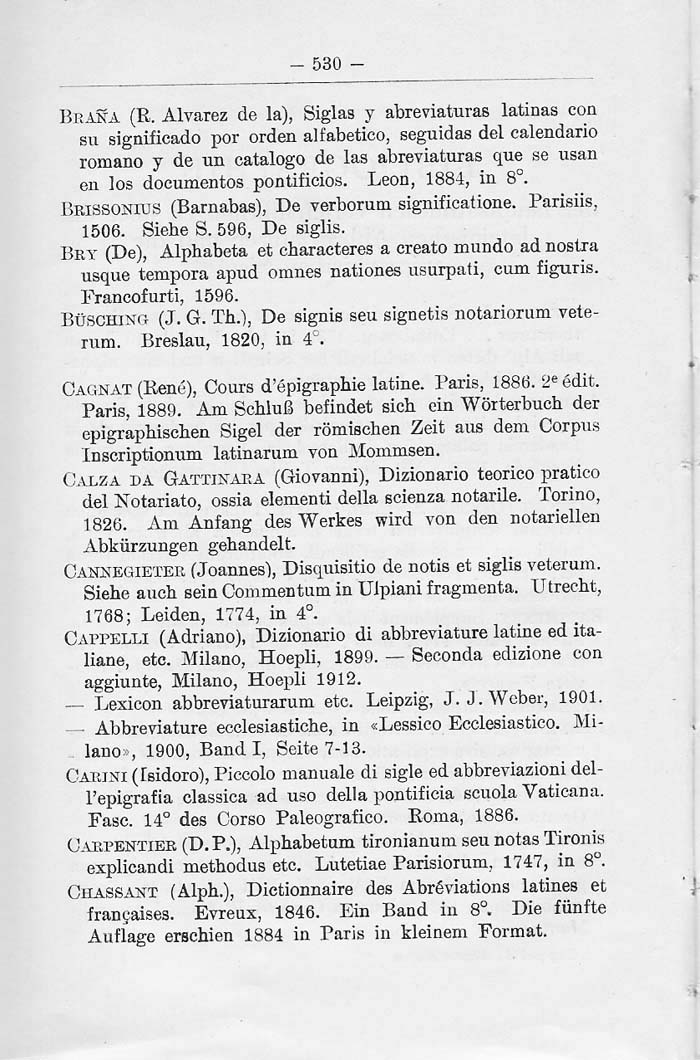 — 530 —
BRAÑA (R. Alvarez de la), Siglas y abreviaturas latinas con
su significado por orden alfabetico, seguidas del calendario
romano y de un catalogo de las abreviaturas que se usan
en los documentos pontificios. Leon, 1884, in 8°.
BRISSONIUS (Barnabas), De verborum significatione. Parisiis,
1506. Siehe S. 596, De siglis.
BRY (De), Alphabeta et characteres a creato mundo ad nostra
usque tempora apud omnes nationes usurpati, cum figuris.
Francofurti, 1596.
BÜSCHING (J. G. Th.), De signis seu signetis notariorum vete-
rum. Breslau, 1820, in 4°.
CAGNAT (René), Cours d'épigraphie latine. Paris, 1886. 2e édit.
Paris, 1889. Am Schluß befindet sich ein Wörterbuch der
epigraphischen Sigel der römischen Zeit aus dem Corpus
Inscriptionum latinarum von Mommsen.
CALZA DA GATTINARA (Giovanni), Dizionario teorico pratico
del Notariato, ossia elementi della scienza notarile. Torino,
1826. Am Anfang des Werkes wird von den notariellen
Abkürzungen gehandelt.
CANNEGIETER (Joannes), Disquisitio de notis et siglis veterum.
Siehe auch sein Commentum in Ulpiani fragmenta. Utrecht,
1768; Leiden, 1774, in 4°.
CAPPELLI (Adriano), Dizionario di abbreviature latine ed ita-
liane, etc. Milano, Hoepli, 1899. — Seconda edizione con
aggiunte, Milano, Hoepli 1912.
— Lexicon abbreviaturarum etc. Leipzig, J. J. Weber, 1901.
— Abbreviature ecclesiastiche, in «Lessico Ecclesiastico. Mi-
lano», 1900, Band I, Seite 7-13.
CARINI (Isidoro), Piccolo manuale di sigle ed abbreviazioni del-
l'epigrafia classica ad uso della pontificia scuola Vaticana.
Fasc. 14° des Corso Paleografico. Roma, 1886.
CARPENTIER (D. P.), Alphabetum tironianum seu notas Tironis
explicandi methodus etc. Lutetiae Parisiorum, 1747, in 8°.
CHASSANT (Alph.), Dictionnaire des Abréviations latines et
françaises. Evreux, 1846. Ein Band in 8°. Die fünfte
Auflage erschien 1884 in Paris in kleinem Format.